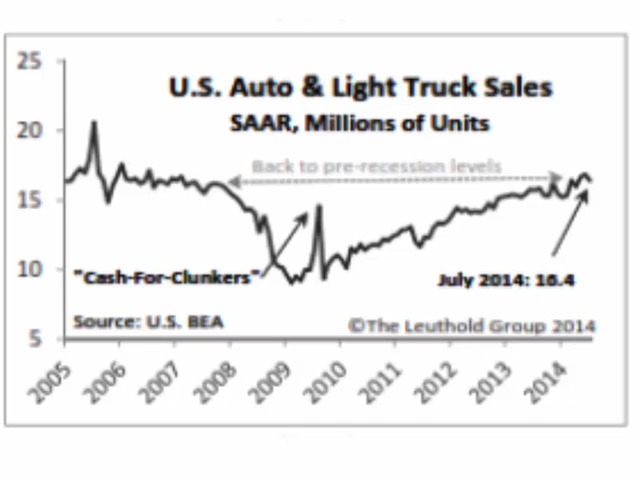 25
U.S. Auto & Light Truck Sales
SAAR, Millions of Units
20
Back to pre-recession levels
15
10
"Cash-For-Clunkers"
July 2014: 16.4
Source: U.S. BEA
©The Leuthold Group 2014
5
2005
2006
2007
2008
2009
2010
2011
2012
2013
2014